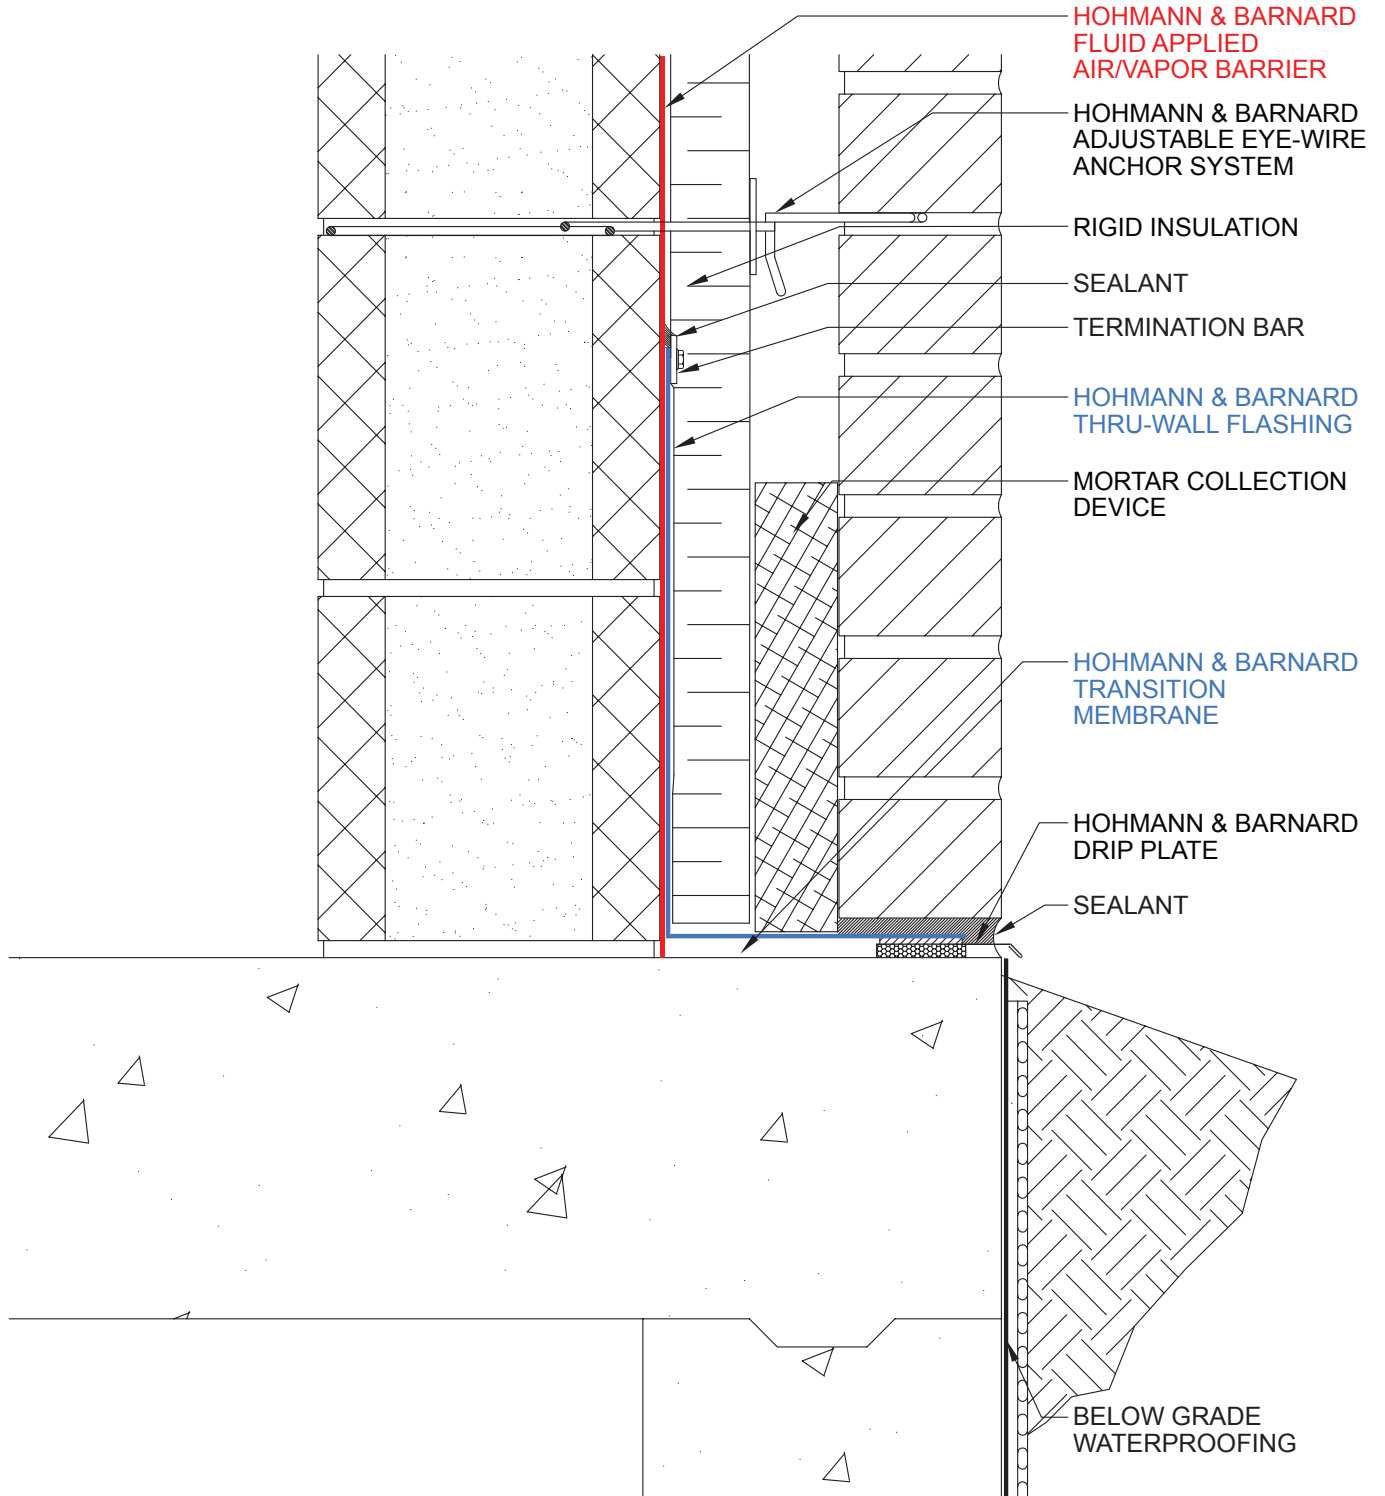 HOHMANN & BARNARD
FLUID APPLIED
AIR/VAPOR BARRIER
HOHMANN & BARNARD
ADJUSTABLE EYE-WIRE
ANCHOR SYSTEM
RIGID INSULATION
SEALANT
TERMINATION BAR
HOHMANN & BARNARD
THRU-WALL FLASHING
MORTAR COLLECTION
DEVICE
HOHMANN & BARNARD
TRANSITION
MEMBRANE
HOHMANN & BARNARD
DRIP PLATE
SEALANT
BELOW GRADE
WATERPROOFING